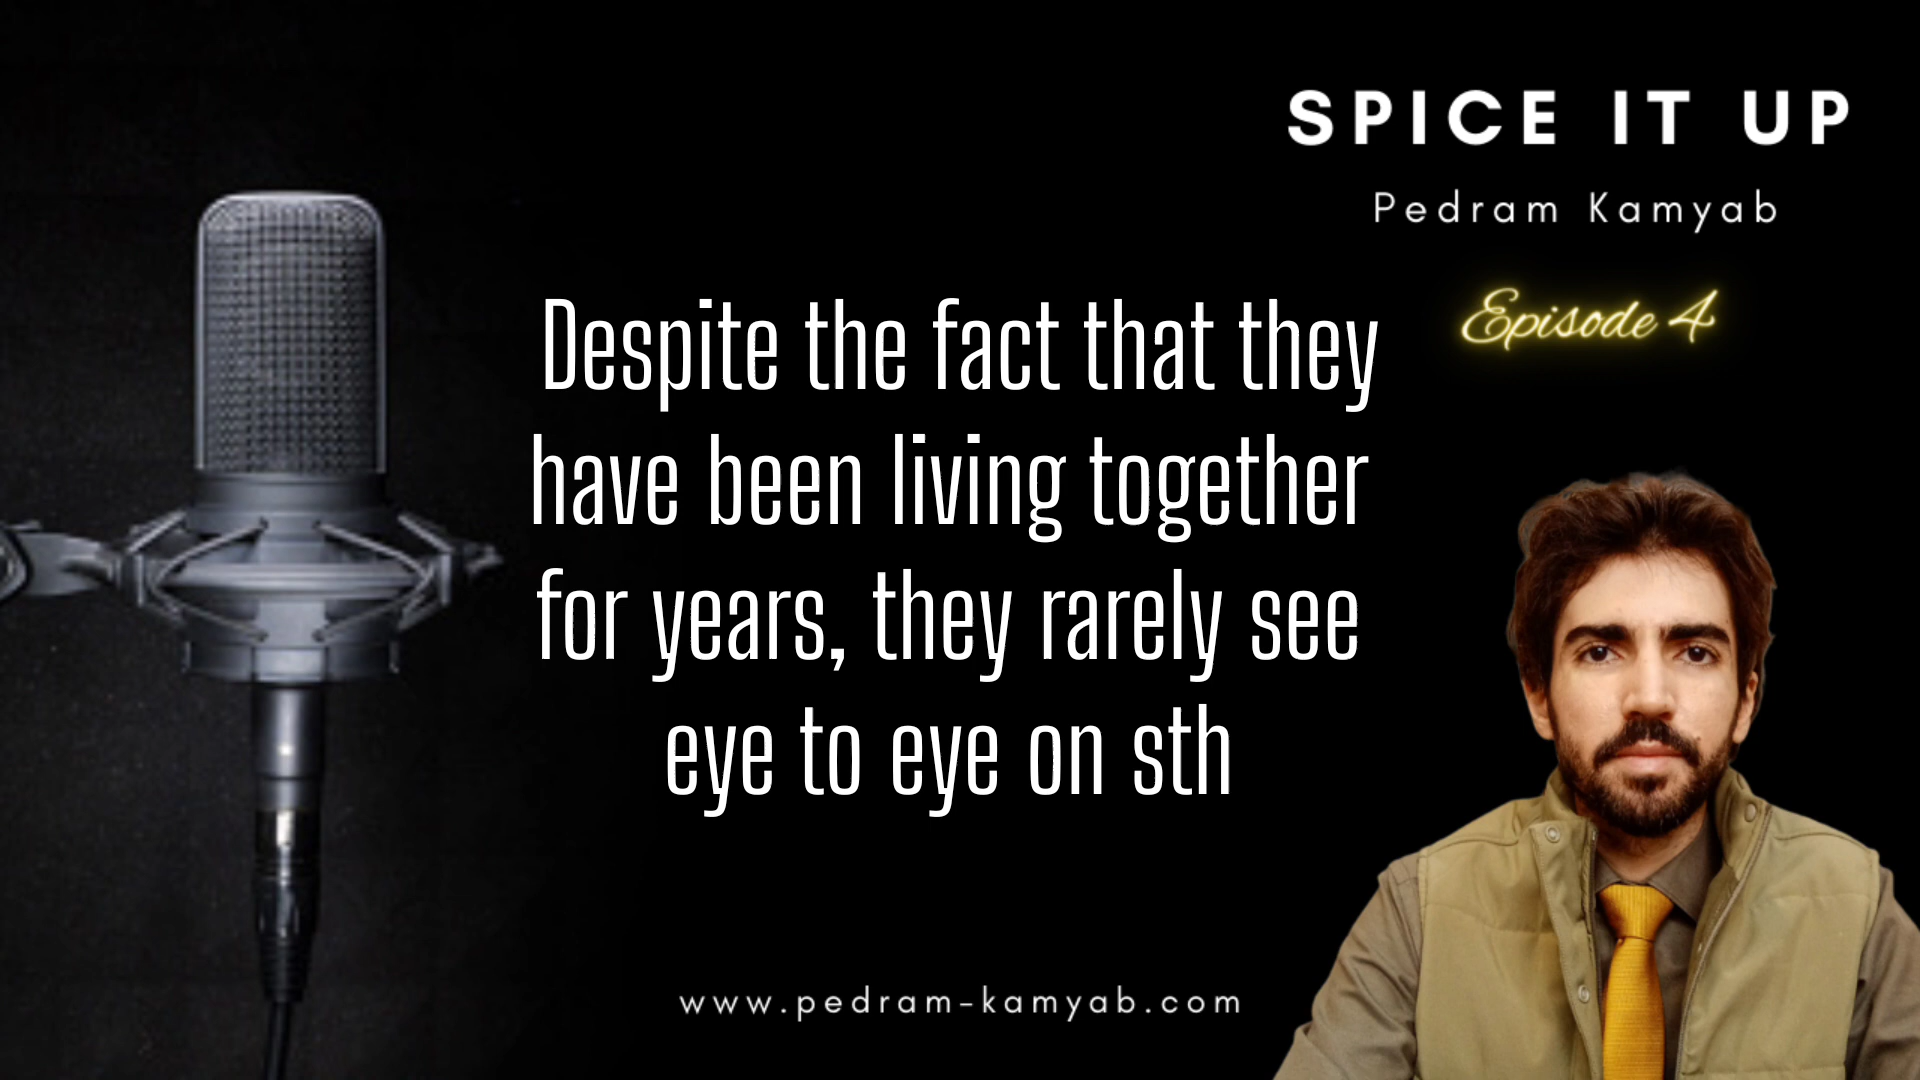 SPICE IT UP
Pedram Kamyab
Episode 4
Despite the fact that they
have been living together
for years, they rarely see
eye to eye on sth
www.pedram-kamyab.com